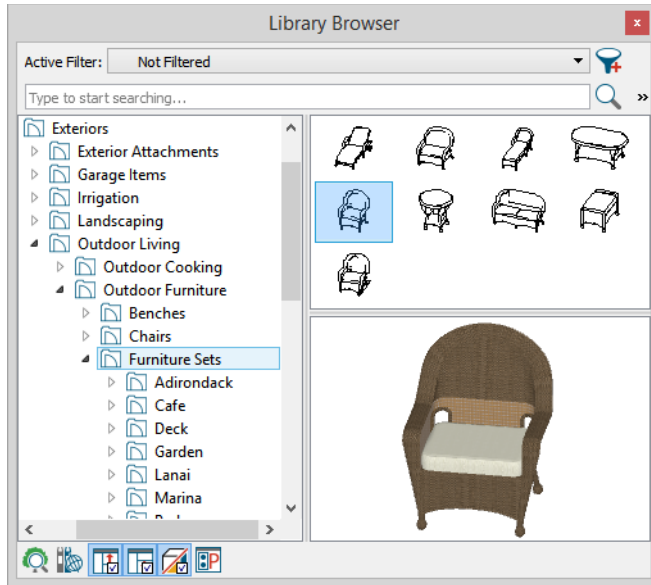 Library Browser
x
Active Filter: Not Filtered
Type to start searching...
»
Exteriors
Exterior Attachments
Garage Items
Irrigation
Landscaping
Outdoor Living
Outdoor Cooking
Outdoor Furniture
Benches
Chairs
Furniture Sets
Adirondack
Cafe
Deck
Garden
Lanai
Marina
P